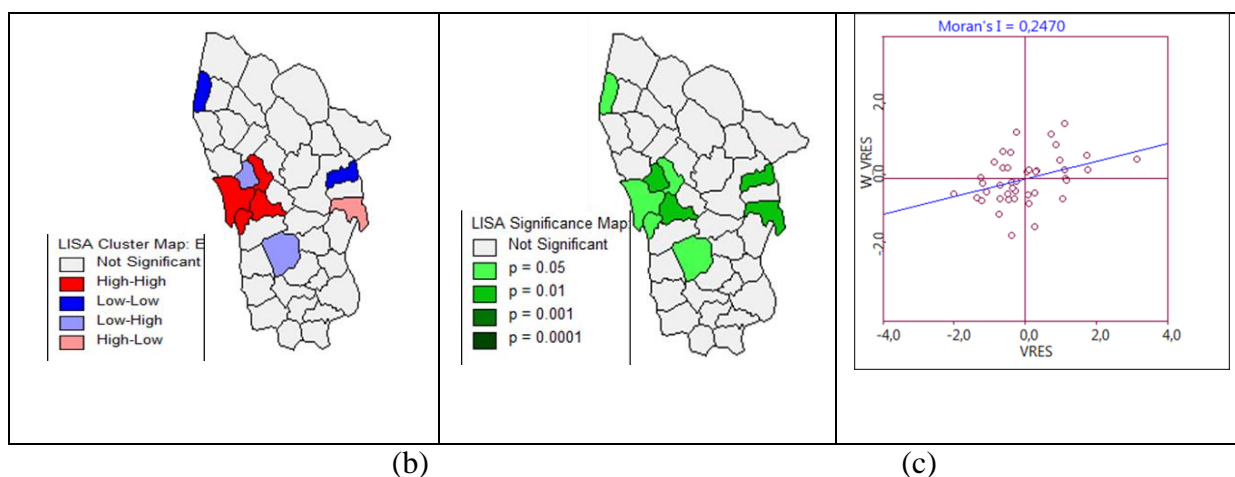 LISA Cluster Map: E
Not Significant
High-High
Low-Low
Low-High
High-Low
LISA Significance Map:
Not Significant
p = 0.05
p = 0.01
p = 0.001
p = 0.0001
Moran's I = 0,2470
W_VRES
2,0
0,0
-2,0
-4,0 -2,0 0,0 2,0 4,0
VRES
(b) (c)